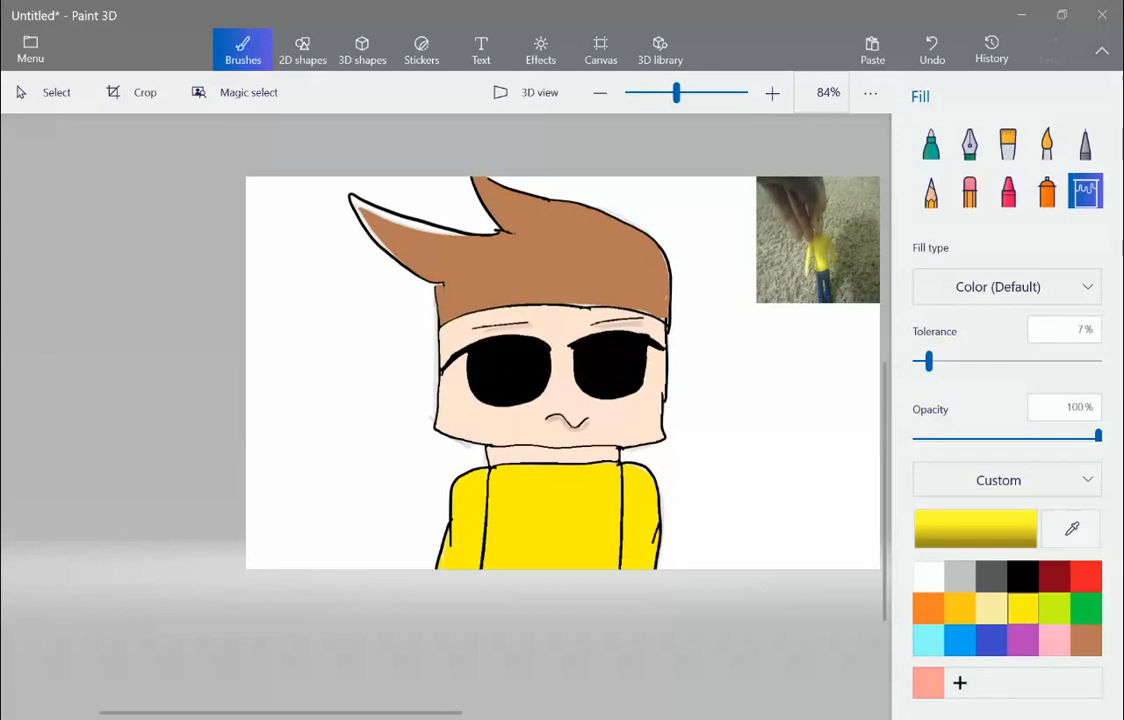 Untitled* - Paint 3D
Menu
Brushes
2D shapes
3D shapes
Stickers
Text
Effects
Canvas
3D library
Paste
Undo
History
Select
Crop
Magic select
3D view
84%
Fill
Fill type
Color (Default)
Tolerance
7%
Opacity
100%
Custom